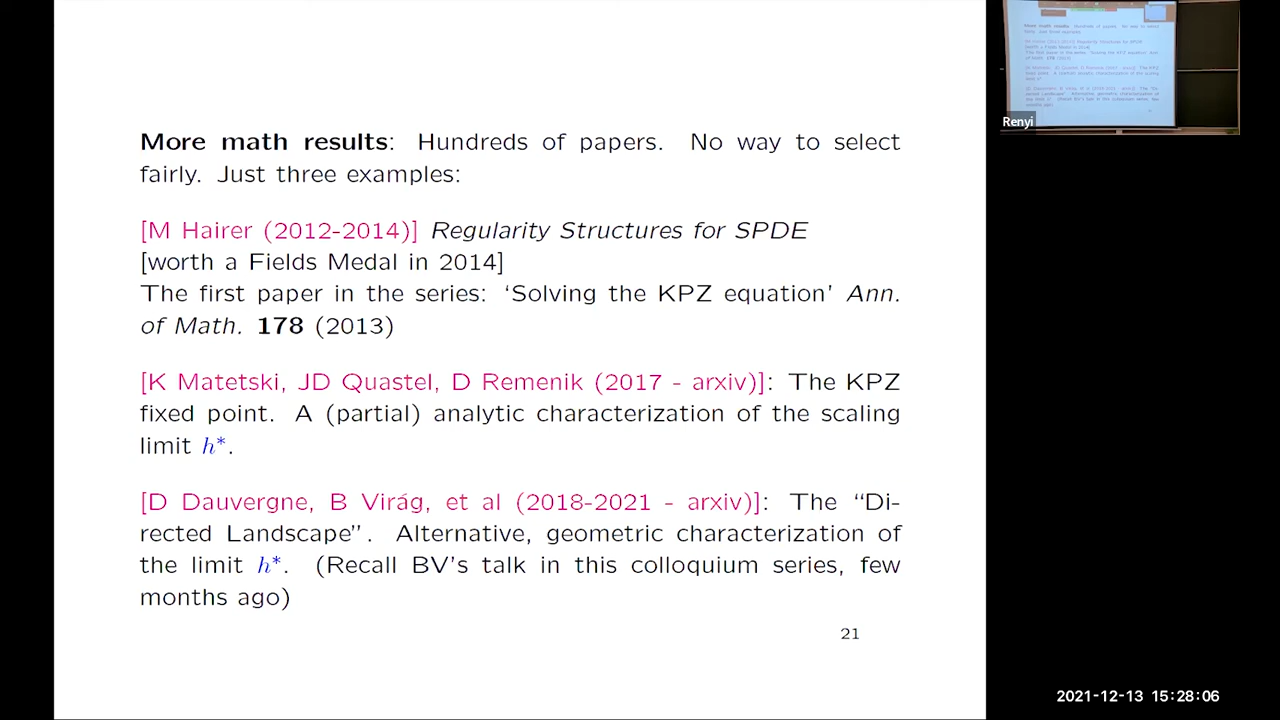 More math results: Hundreds of papers. No way to select
fairly. Just three examples:
[M Hairer (2012-2014)] Regularity Structures for SPDE
[worth a Fields Medal in 2014]
The first paper in the series: ‘Solving the KPZ equation’ Ann.
of Math. 178 (2013)
[K Matetski, JD Quastel, D Remenik (2017 - arxiv)]: The KPZ
fixed point. A (partial) analytic characterization of the scaling
limit h*.
[D Dauvergne, B Virág, et al (2018-2021 - arxiv)]: The “Di-
rected Landscape”. Alternative, geometric characterization of
the limit h*. (Recall BV’s talk in this colloquium series, few
months ago)
21
Renyi
2021-12-13 15:28:06